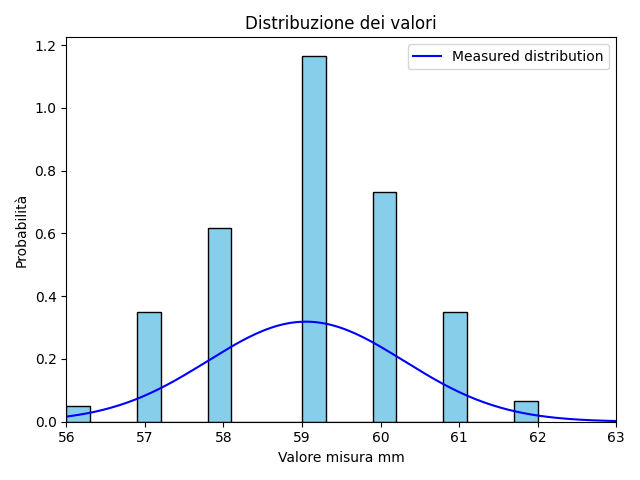 Distribuzione dei valori
Measured distribution
Probabilità
1.2
1.0
0.8
0.6
0.4
0.2
0.0
56 57 58 59 60 61 62 63
Valore misura mm